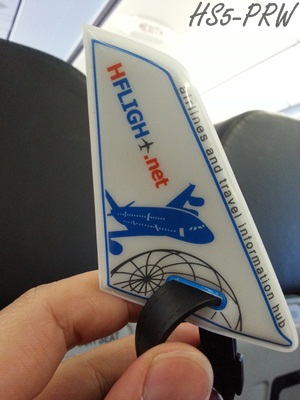 HS5-PRW
HFLIGHT.net
airlines and travel information hub